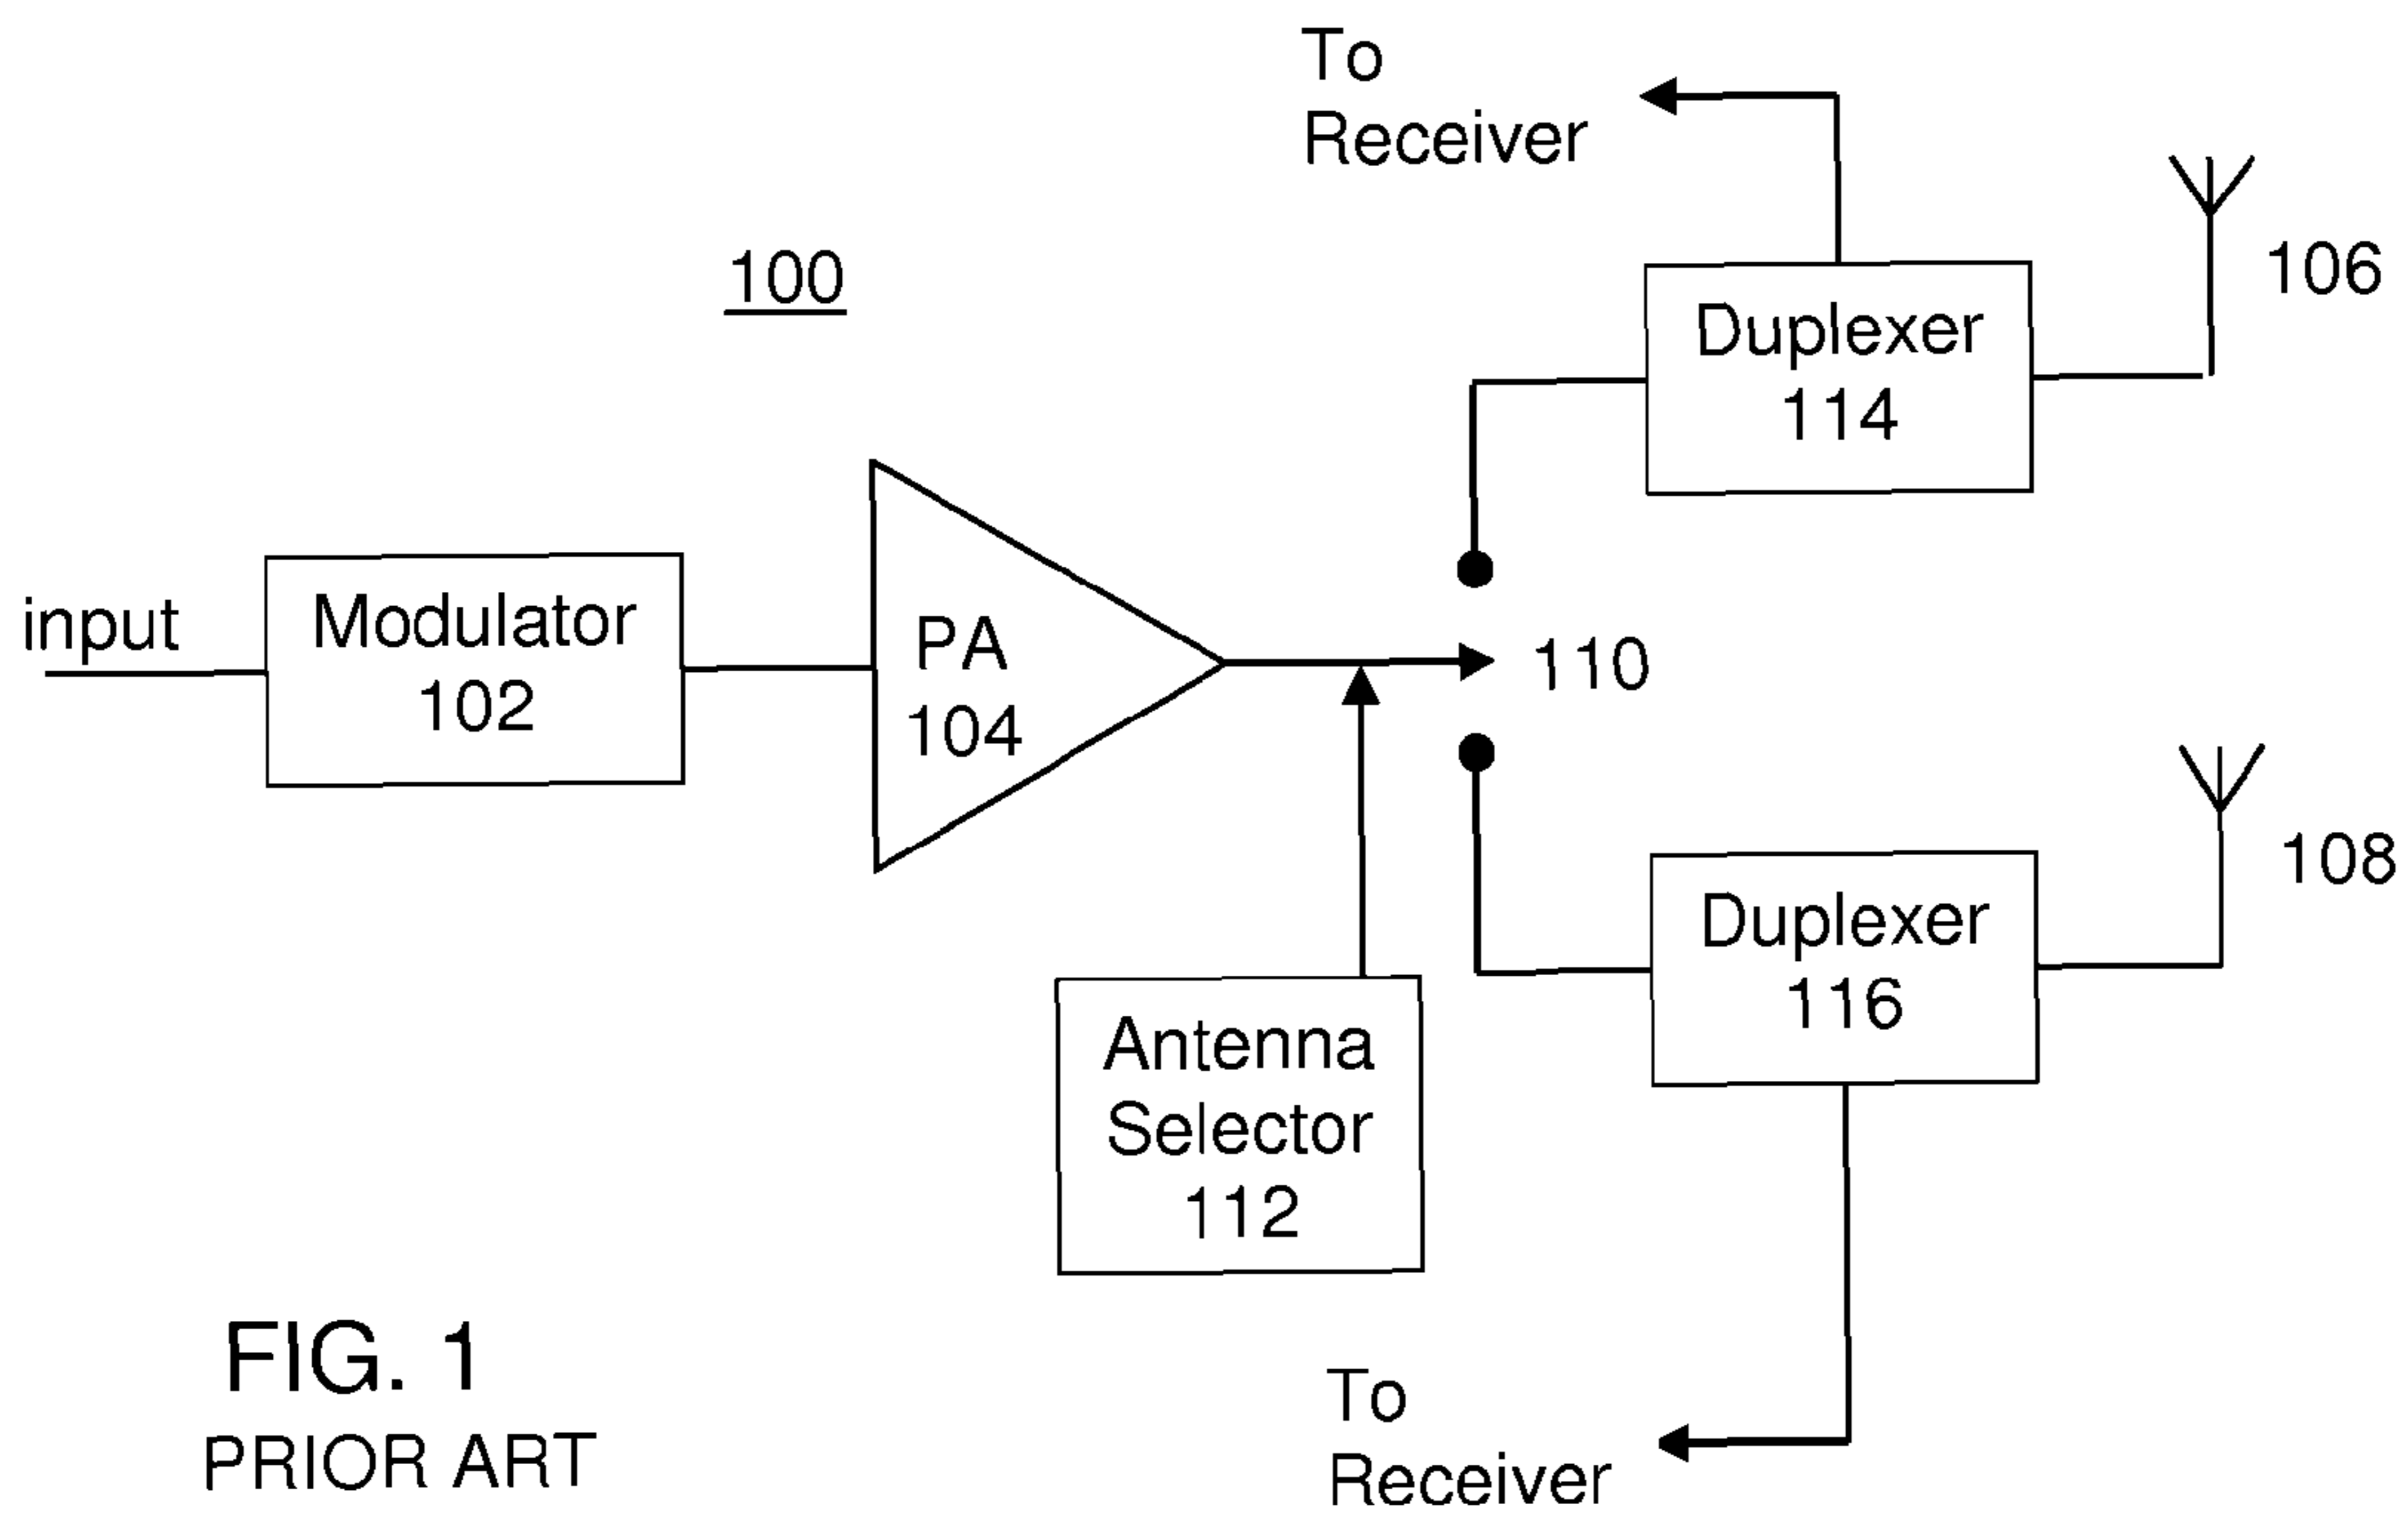 To
Receiver
100
106
Duplexer
114
input
Modulator
102
PA
104
110
108
Duplexer
116
Antenna
Selector
112
To
Receiver
FIG. 1
PRIOR ART